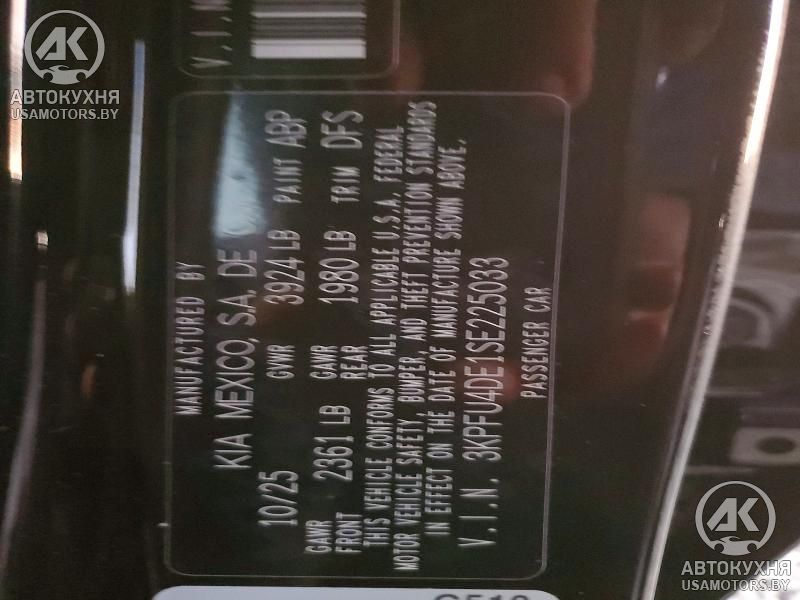 V.I.N
MANUFACTURED BY
KIA MEXICO, S.A. DE
10/25 GVWR 3924 LB PAINT ABP
GAWR FRONT 2361 LB GAWR REAR 1980 LB TRIM DFS
THIS VEHICLE CONFORMS TO ALL APPLICABLE U.S.A. FEDERAL
MOTOR VEHICLE SAFETY, BUMPER, AND THEFT PREVENTION STANDARDS
IN EFFECT ON THE DATE OF MANUFACTURE SHOWN ABOVE.
V.I.N. 3KPFU4DE1SE225033
PASSENGER CAR
AK
АВТОКУХНЯ
USAMOTORS.BY
AK
АВТОКУХНЯ
USAMOTORS.BY